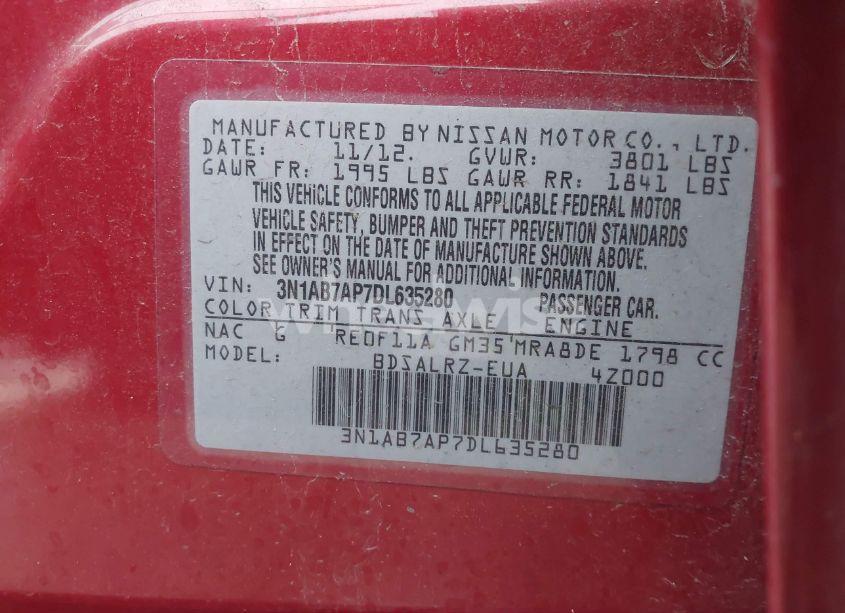 MANUFACTURED BY NISSAN MOTOR CO., LTD.
DATE: 11/12. GVWR: 3801 LBS
GAWR FR: 1995 LBS GAWR RR: 1841 LBS
THIS VEHICLE CONFORMS TO ALL APPLICABLE FEDERAL MOTOR
VEHICLE SAFETY, BUMPER AND THEFT PREVENTION STANDARDS
IN EFFECT ON THE DATE OF MANUFACTURE SHOWN ABOVE.
SEE OWNER'S MANUAL FOR ADDITIONAL INFORMATION.
VIN: 3N1AB7AP7DL635280 PASSENGER CAR.
COLOR TRIM TRANS AXLE ENGINE
NAC G RE0F11A GM35 MRA8DE 1798 CC
MODEL: BDSALRZ-EUA 4Z000
3N1AB7AP7DL635280